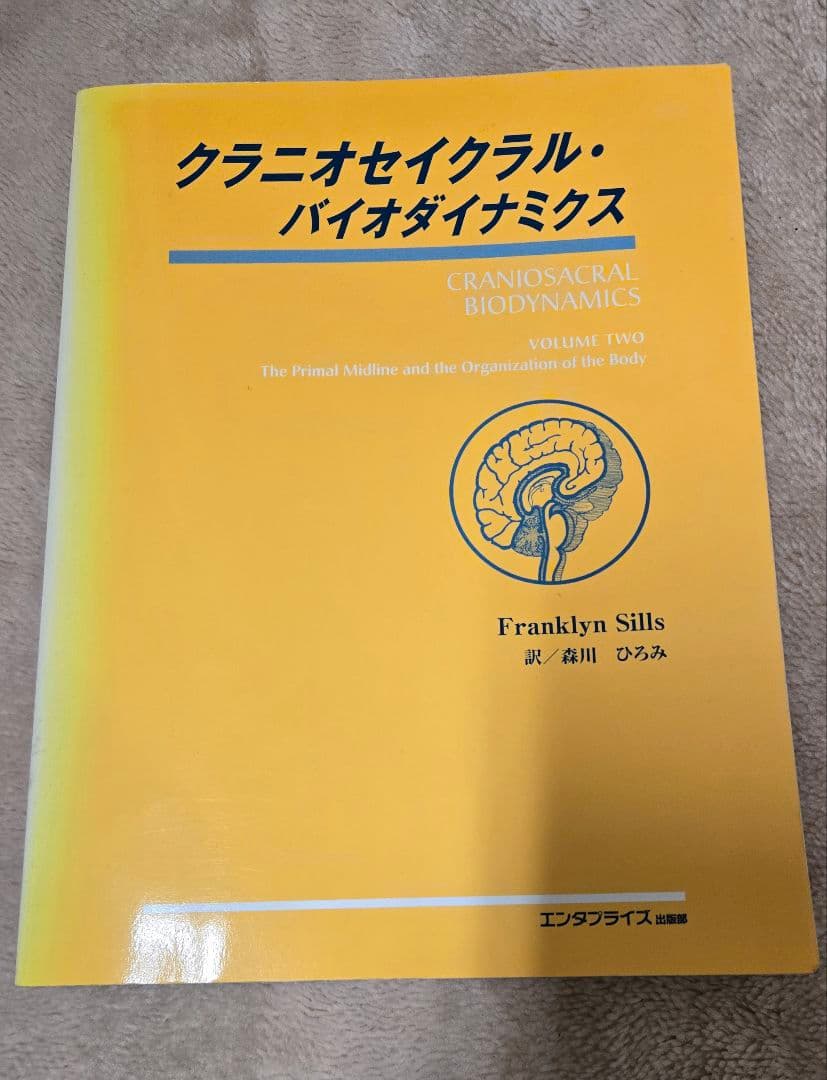 クラニオセイクラル・
バイオダイナミクス
CRANIOSACRAL
BIODYNAMICS
VOLUME TWO
The Primal Midline and the Organization of the Body
Franklyn Sills
訳／森川　ひろみ
エンタプライズ 出版部